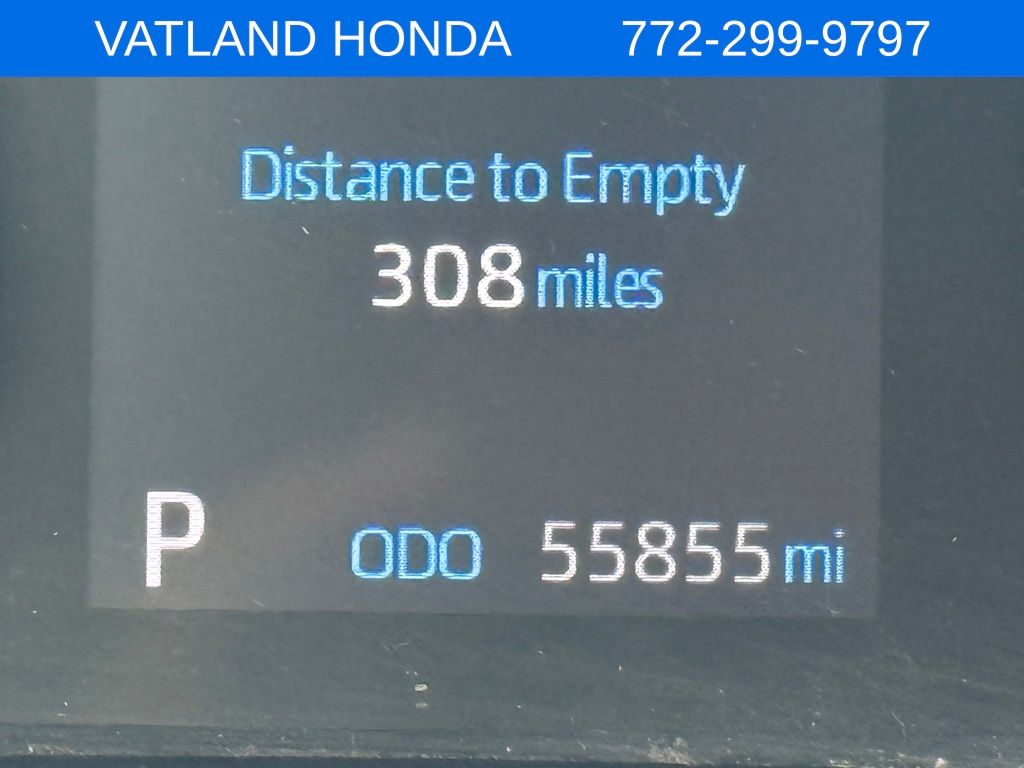 VATLAND HONDA 772-299-9797
Distance to Empty
308 miles
P ODO 55855 mi